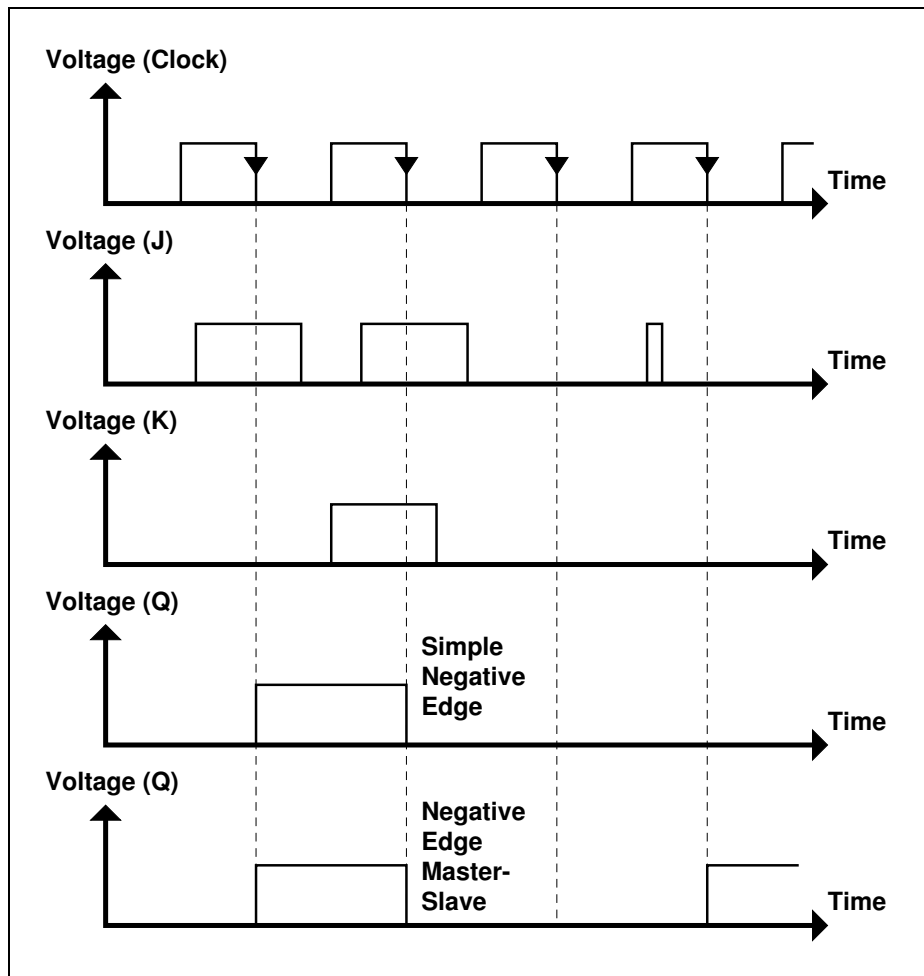 Voltage (Clock)
Time
Voltage (J)
Time
Voltage (K)
Time
Voltage (Q)
Simple
Negative
Edge
Time
Voltage (Q)
Negative
Edge
Master-
Slave
Time